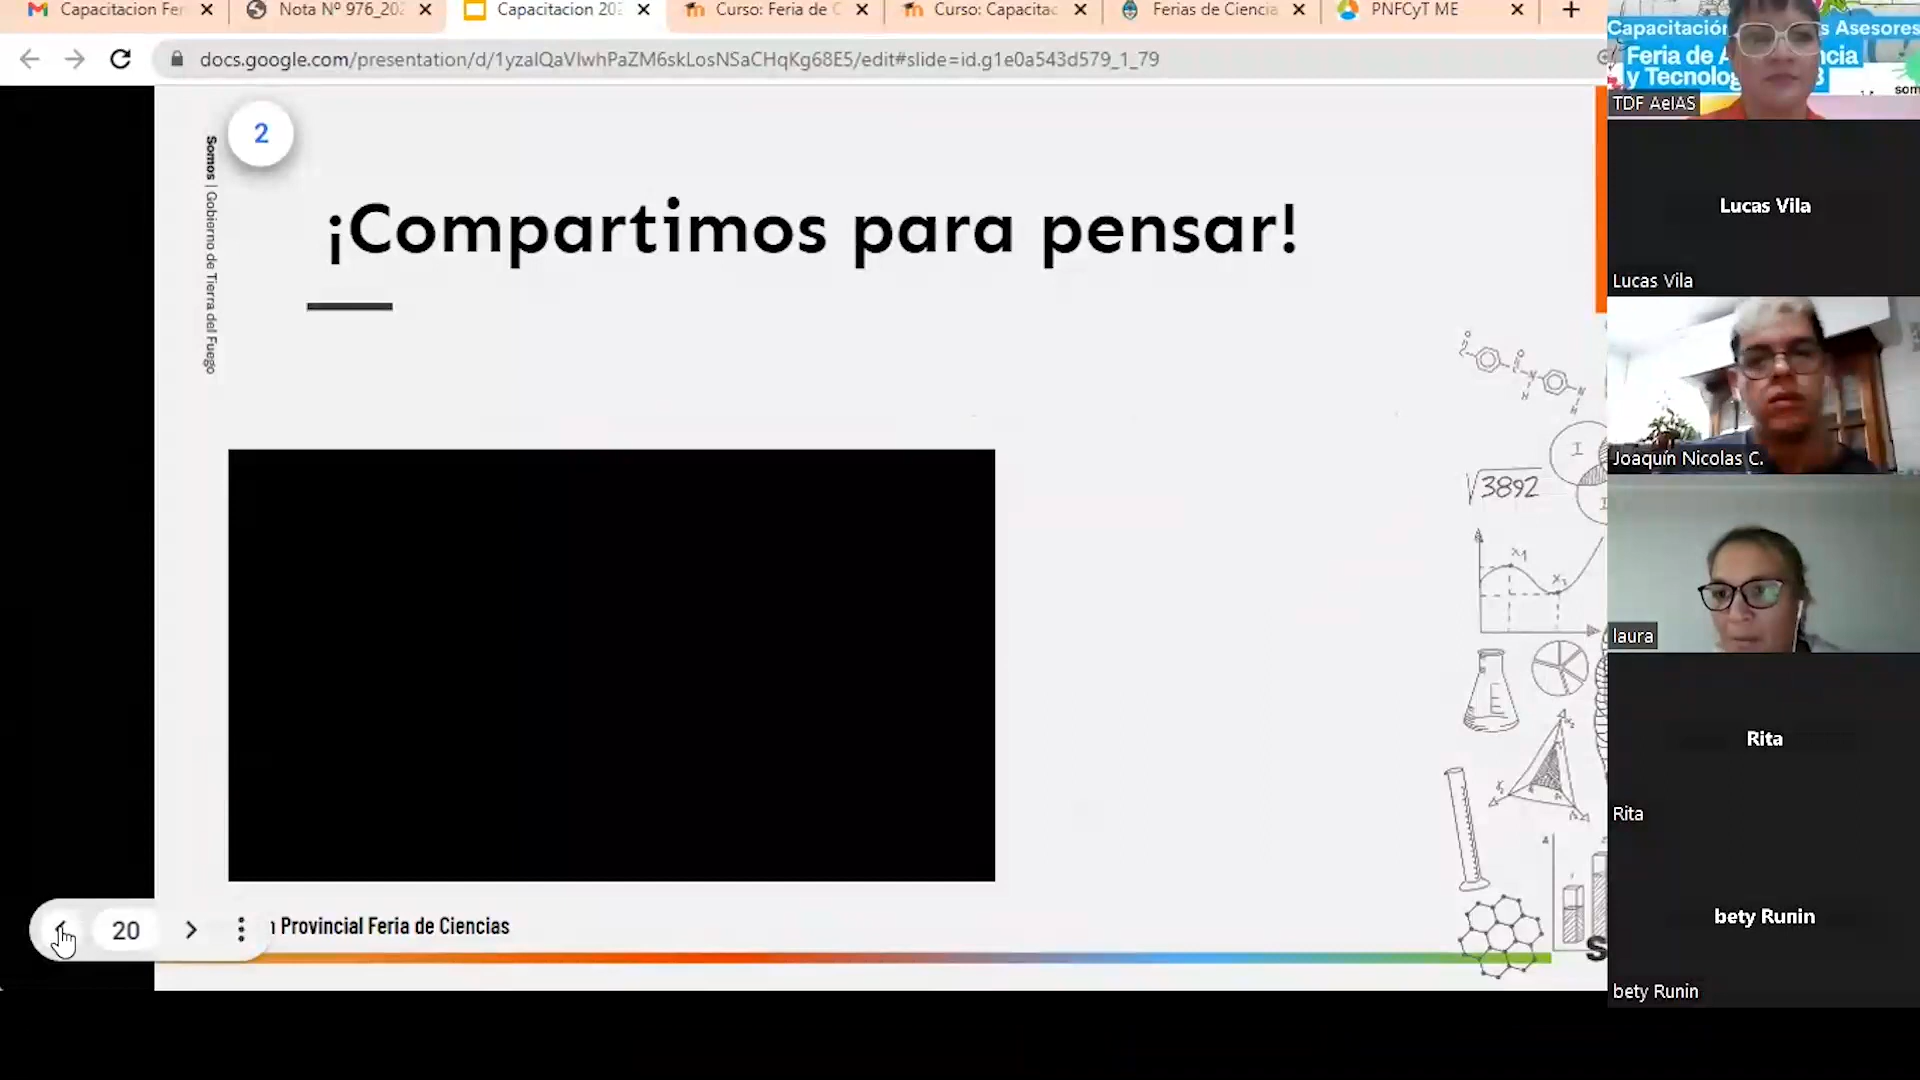 Capacitacion Fer
Nota Nº 976_202
Capacitacion 202
Curso: Feria de C
Curso: Capacitac
Ferias de Ciencia
PNFCyT ME
docs.google.com/presentation/d/1yzalQaVlwhPaZM6skLosNSaCHqKg68E5/edit#slide=id.g1e0a543d579_1_79
2
Somos | Gobierno de Tierra del Fuego
¡Compartimos para pensar!
√3892
I
x1
20
Provincial Feria de Ciencias
S
Capacitación
s Asesores
Feria de A
ncia
y Tecnolog
3
som
TDF AeIAS
Lucas Vila
Lucas Vila
Joaquín Nicolas C.
laura
Rita
Rita
bety Runin
bety Runin